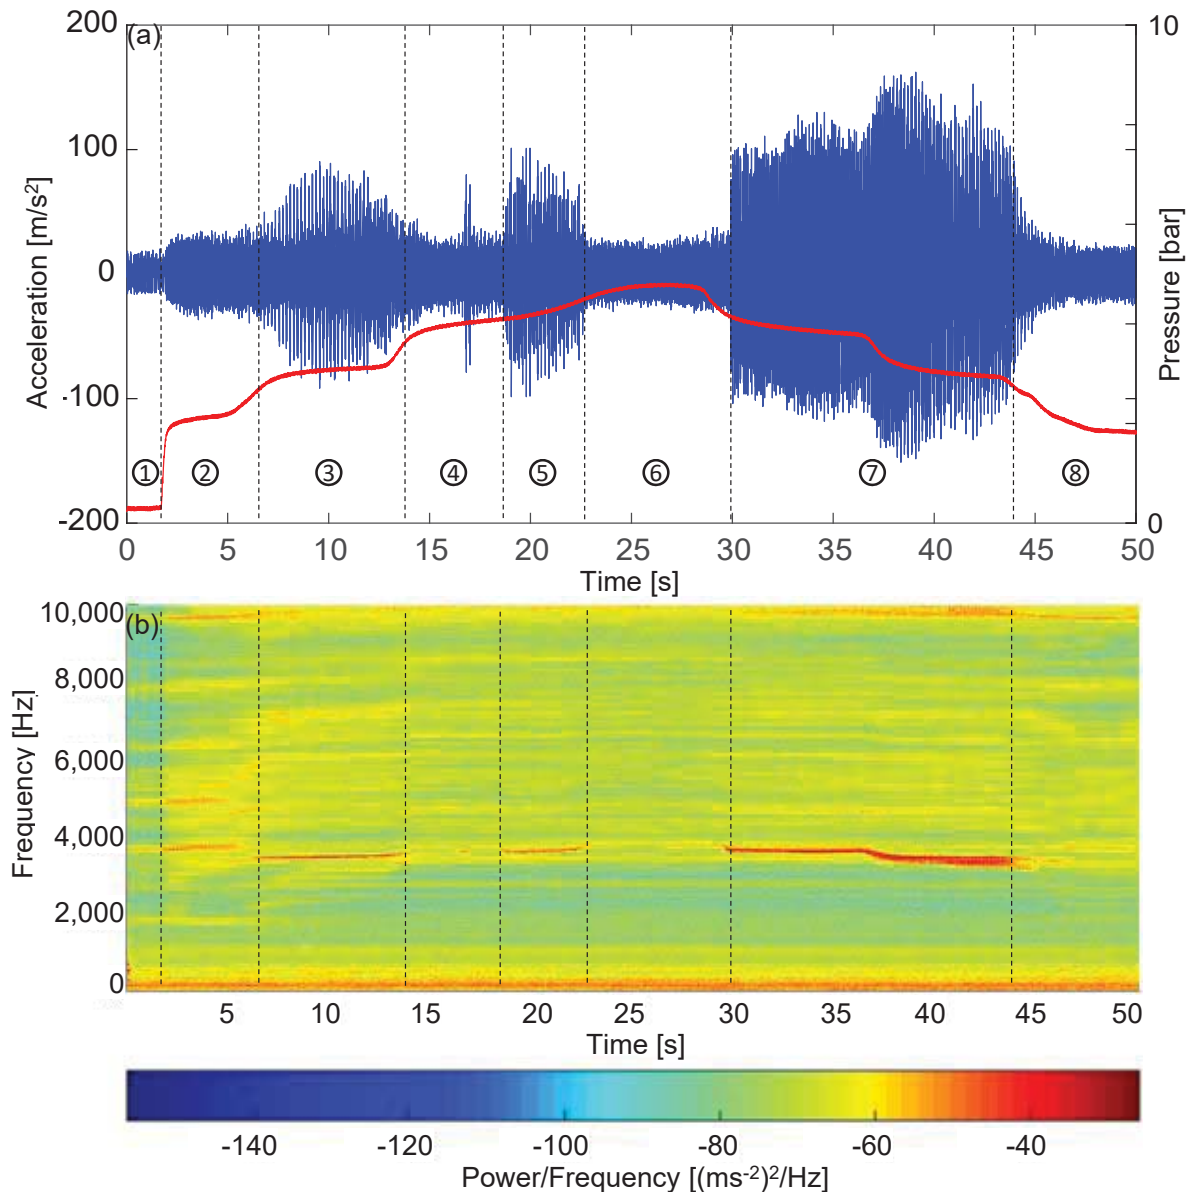 (a)
200
100
0
-100
-200
Acceleration [m/s²]
10
0
Pressure [bar]
① ② ③ ④ ⑤ ⑥ ⑦ ⑧
0 5 10 15 20 25 30 35 40 45 50
Time [s]
(b)
10,000
8,000
6,000
4,000
2,000
0
Frequency [Hz]
5 10 15 20 25 30 35 40 45 50
Time [s]
-140 -120 -100 -80 -60 -40
Power/Frequency [(ms⁻²)²/Hz]